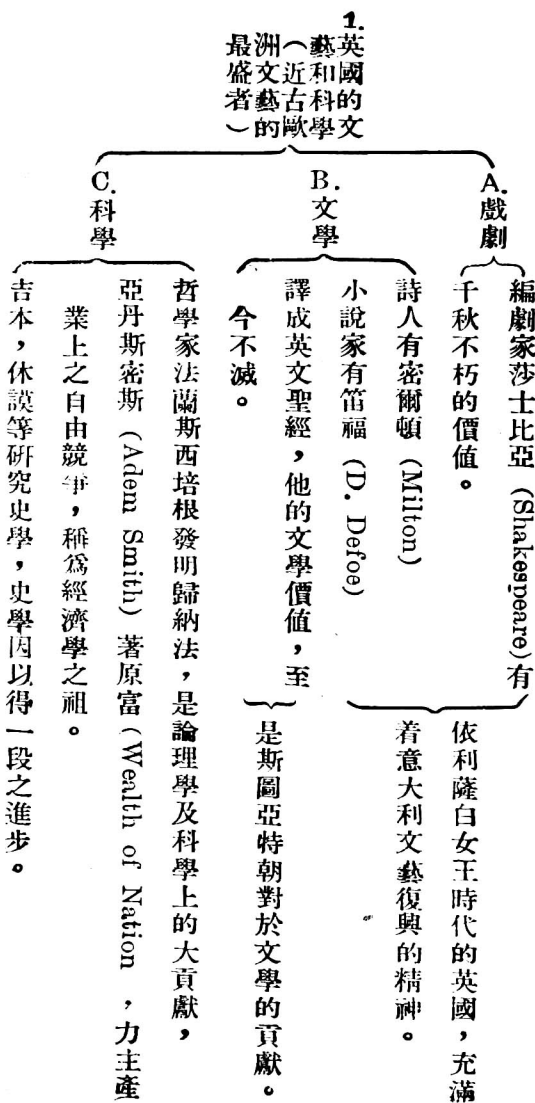 1.英國的文
藝和科學
（近古歐
洲文藝的
最盛者）
A.戲劇
編劇家莎士比亞 (Shakespeare) 有
千秋不朽的價值。
B.文學
詩人有密爾頓 (Milton)
小說家有笛福 (D. Defoe)
依利薩白女王時代的英國，充滿
着意大利文藝復興的精神。
譯成英文聖經，他的文學價值，至
今不滅。
是斯圖亞特朝對於文學的貢獻。
C.科學
哲學家法蘭斯西培根發明歸納法，是論理學及科學上的大貢獻，
亞丹斯密斯 (Adem Smith) 著原富 (Wealth of Nation ，力主產
業上之自由競爭，稱爲經濟學之祖。
吉本，休謨等研究史學，史學因以得一段之進步。